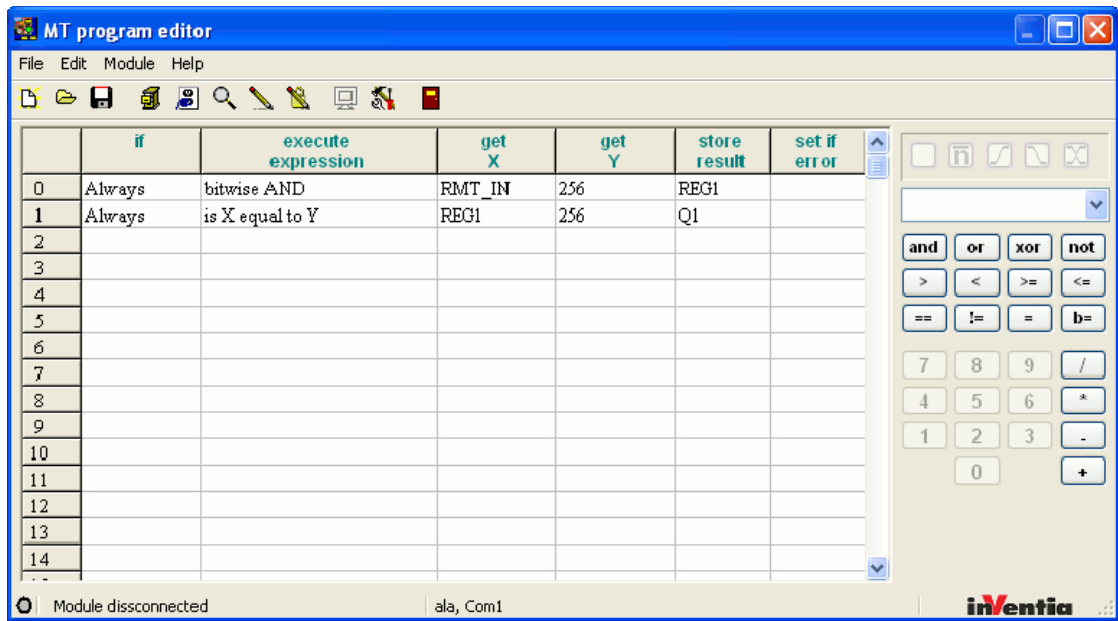 MT program editor
File Edit Module Help
if execute expression get X get Y store result set if error
0 Always bitwise AND RMT_IN 256 REG1
1 Always is X equal to Y REG1 256 Q1
2
3
4
5
6
7
8
9
10
11
12
13
14
n
and or xor not
> < >= <=
== != = b=
7 8 9 /
4 5 6 *
1 2 3 -
0 +
Module dissconnected ala, Com1 inVentia